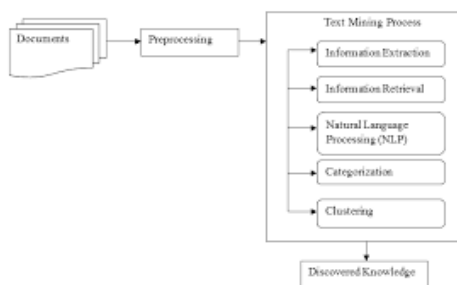 Documents
Preprocessing
Text Mining Process
Information Extraction
Information Retrieval
Natural Language
Processing (NLP)
Categorization
Clustering
Discovered Knowledge